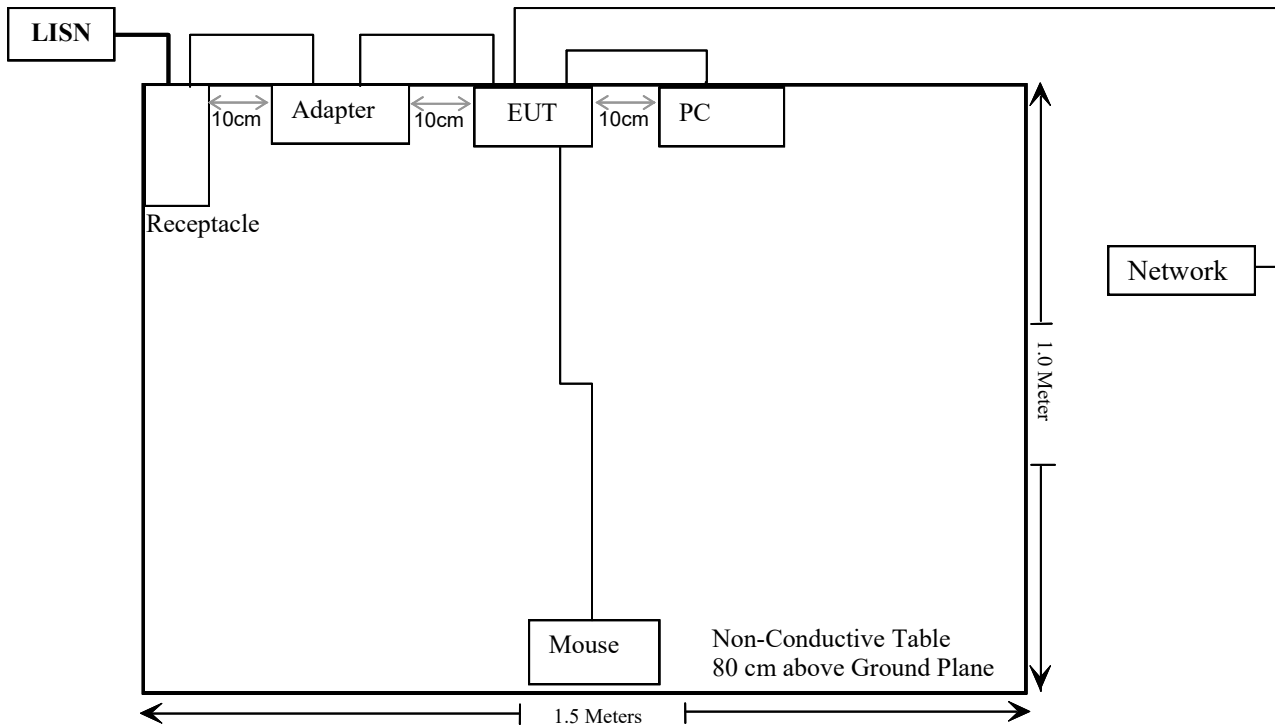 LISN
Adapter
EUT
PC
10cm
10cm
10cm
Receptacle
Network
1.0 Meter
Mouse
Non-Conductive Table
80 cm above Ground Plane
1.5 Meters